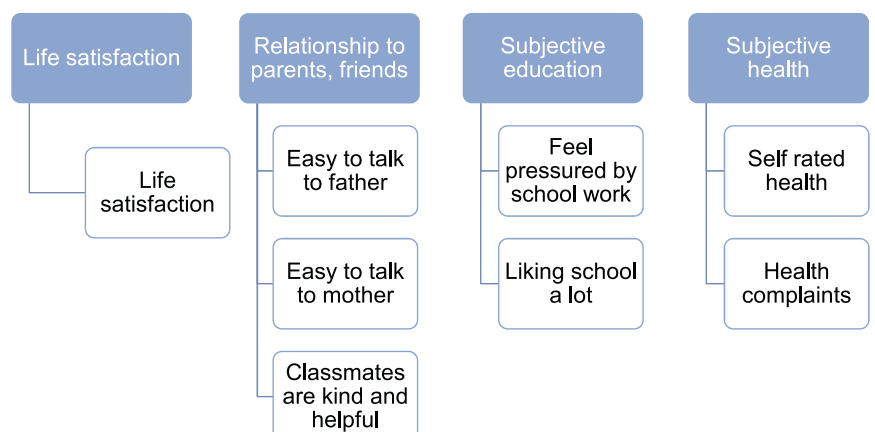 Life satisfaction
Life
satisfaction
Relationship to
parents, friends
Easy to talk
to father
Easy to talk
to mother
Classmates
are kind and
helpful
Subjective
education
Feel
pressured by
school work
Liking school
a lot
Subjective
health
Self rated
health
Health
complaints